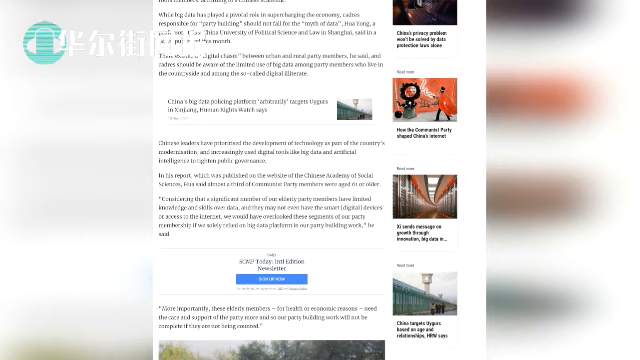 华尔街
tools members, according to a Chinese academic.
While big data has played a pivotal role in supercharging the economy, cadres
responsible for “party building” should not fall for the “myth of data”, Hua Yong, a
China University of Political Science and Law in Shanghai, said in a
month.
between urban and rural party members, he said, and
cadres should be aware of the limited use of big data among party members who live in
the countryside and among the so-called digital illiterate.
China's big data policing platform ‘arbitrarily’ targets Uygurs
in Xinjiang, Human Rights Watch says
Chinese leaders have prioritised the development of technology as part of the country's
modernisation, and increasingly used digital tools like big data and artificial
intelligence to tighten public governance.
In his report, which was published on the website of the Chinese Academy of Social
Sciences, Hua said almost a third of Communist Party members were aged 61 or older.
“Considering that a significant number of our elderly party members have limited
knowledge and skills over data, and they may not even have the smart [digital] devices
or access to the internet, we would have overlooked these segments of our party
membership if we solely relied on big data platform in our party building work,” he
said.
DAILY
SCMP Today: Intl Edition
Newsletter
SIGN UP NOW
“More importantly, these elderly members – for health or economic reasons – need
the care and support of the party more and so our party building work will not be
complete if they are not being counted.”
China's privacy problem
won't be solved by data
protection laws alone
Read more
How the Communist Party
shaped China's internet
Read more
Xi sends message on
growth through
innovation, big data in...
Read more
China targets Uygurs
based on age and
relationships, HRW says